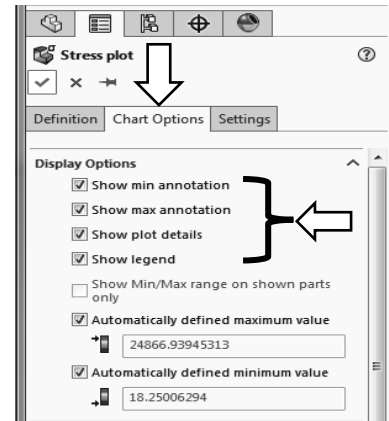 Stress plot
Definition Chart Options Settings
Display Options
Show min annotation
Show max annotation
Show plot details
Show legend
Show Min/Max range on shown parts
only
Automatically defined maximum value
24866.93945313
Automatically defined minimum value
18.25006294